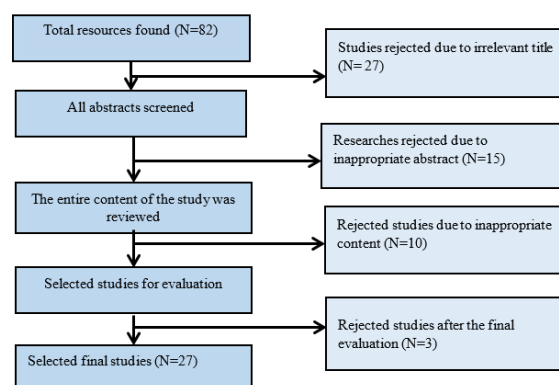 Total resources found (N=82)
Studies rejected due to irrelevant title
(N= 27)
All abstracts screened
Researches rejected due to
inappropriate abstract (N=15)
The entire content of the study was
reviewed
Rejected studies due to inappropriate
content (N=10)
Selected studies for evaluation
Rejected studies after the final
evaluation (N=3)
Selected final studies (N=27)